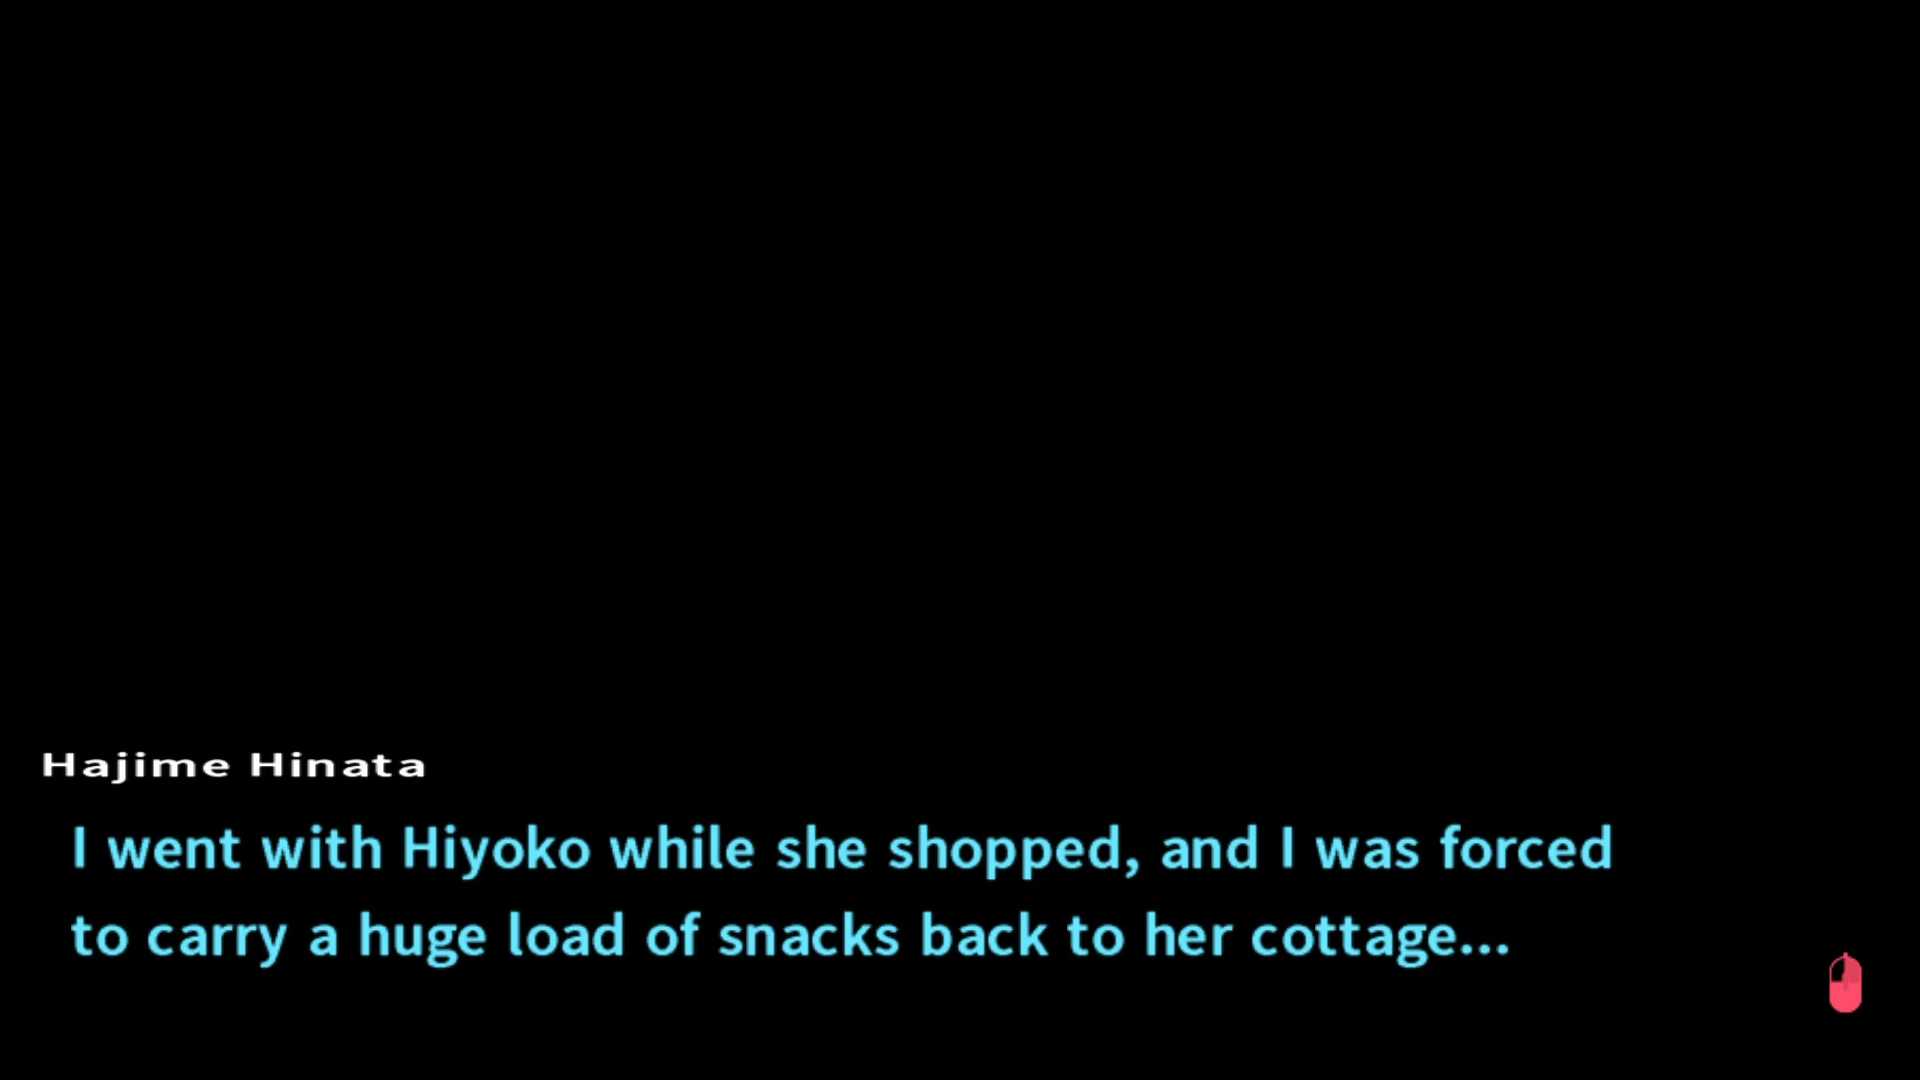 Hajime Hinata
I went with Hiyoko while she shopped, and I was forced
to carry a huge load of snacks back to her cottage...